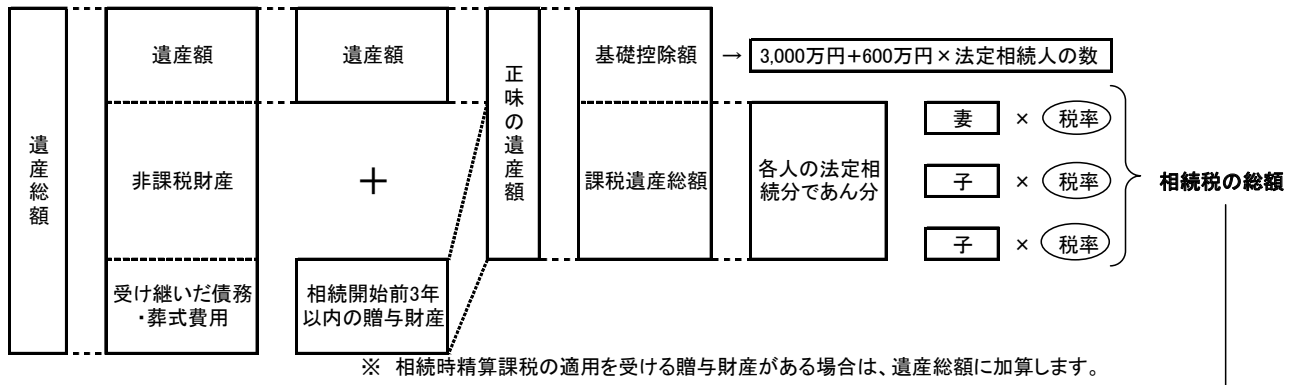 遺産総額
遺産額
非課税財産
受け継いだ債務
・葬式費用
遺産額
+
相続開始前3年
以内の贈与財産
正味の遺産額
基礎控除額
課税遺産総額
→ 3,000万円+600万円×法定相続人の数
各人の法定相
続分であん分
妻 × 税率
子 × 税率
子 × 税率
相続税の総額
※ 相続時精算課税の適用を受ける贈与財産がある場合は、遺産総額に加算します。